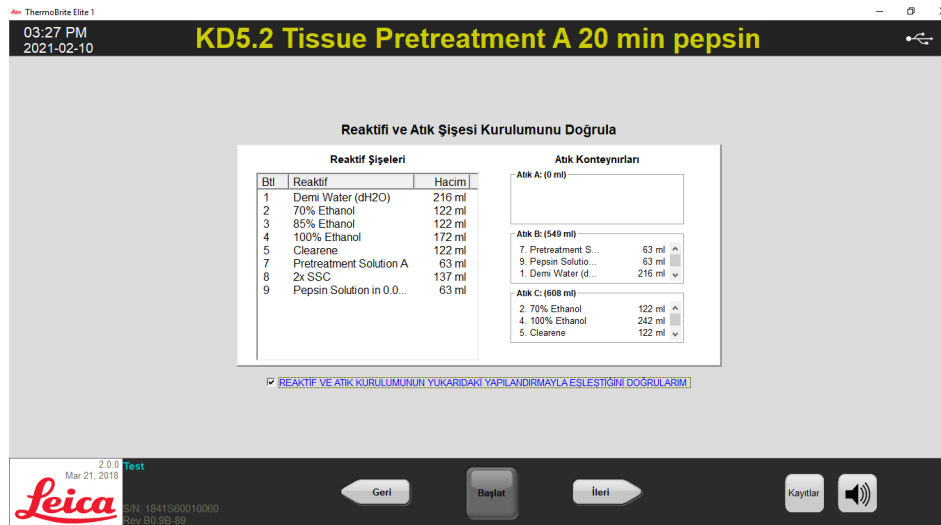 ThermoBrite Elite 1
03:27 PM
2021-02-10
KD5.2 Tissue Pretreatment A 20 min pepsin
Reaktifi ve Atık Şişesi Kurulumunu Doğrula
Reaktif Şişeleri
Btl Reaktif Hacim
1 Demi Water (dH2O) 216 ml
2 70% Ethanol 122 ml
3 85% Ethanol 122 ml
4 100% Ethanol 172 ml
5 Clearene 122 ml
7 Pretreatment Solution A 63 ml
8 2x SSC 137 ml
9 Pepsin Solution in 0.0... 63 ml
Atık Konteynırları
Atık A: (0 ml)
Atık B: (549 ml)
7. Pretreatment S... 63 ml
9. Pepsin Solutio... 63 ml
1. Demi Water (d... 216 ml
Atık C: (608 ml)
2. 70% Ethanol 122 ml
4. 100% Ethanol 242 ml
5. Clearene 122 ml
REAKTİF VE ATIK KURULUMUNUN YUKARIDAKİ YAPILANDIRMAYLA EŞLEŞTİĞİNİ DOĞRULARIM
2.0.0
Mar 21, 2018
Test
Leica
S/N: 1841S60010060
Rev B0.9B-89
Geri
Başlat
İleri
Kayıtlar